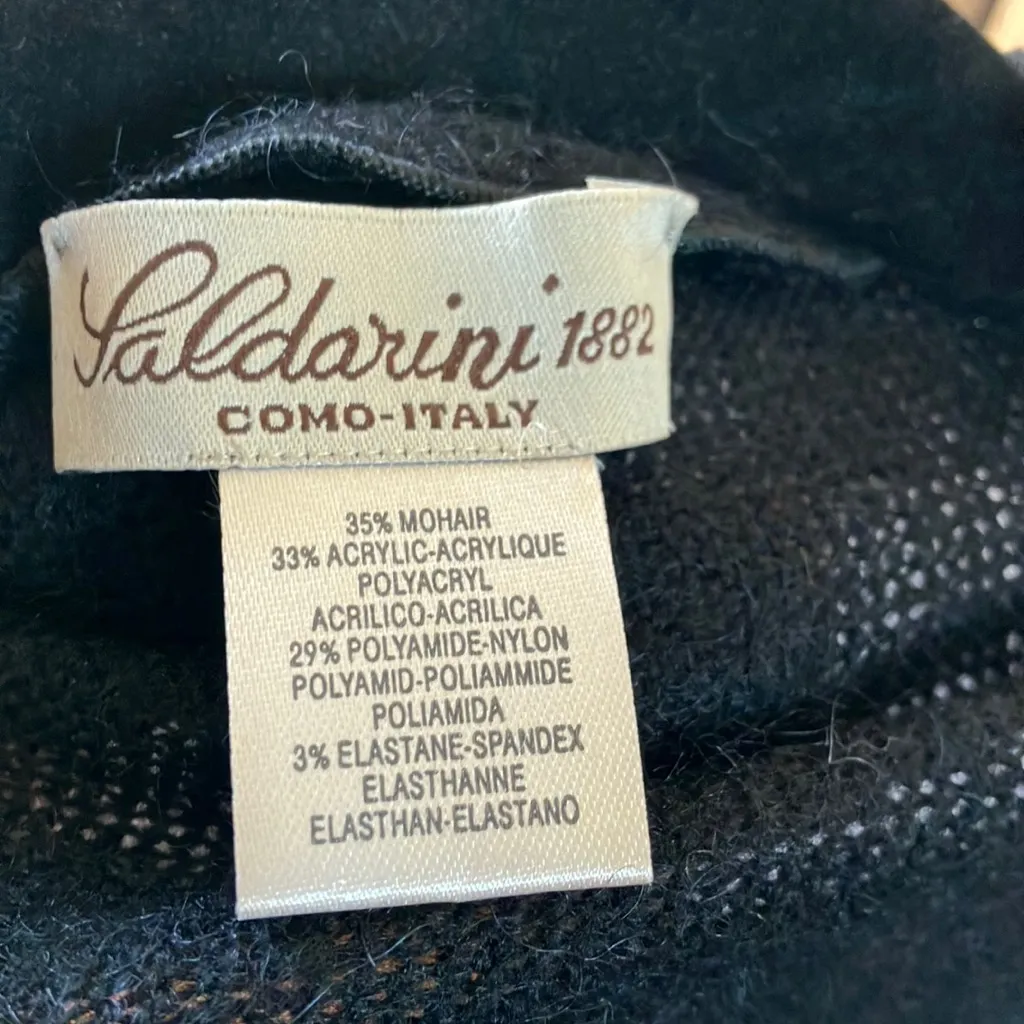 Saldarini 1882
COMO-ITALY
35% MOHAIR
33% ACRYLIC-ACRYLIQUE
POLYACRYL
ACRILICO-ACRILICA
29% POLYAMIDE-NYLON
POLYAMID-POLIAMMIDE
POLIAMIDA
3% ELASTANE-SPANDEX
ELASTHANNE
ELASTHAN-ELASTANO